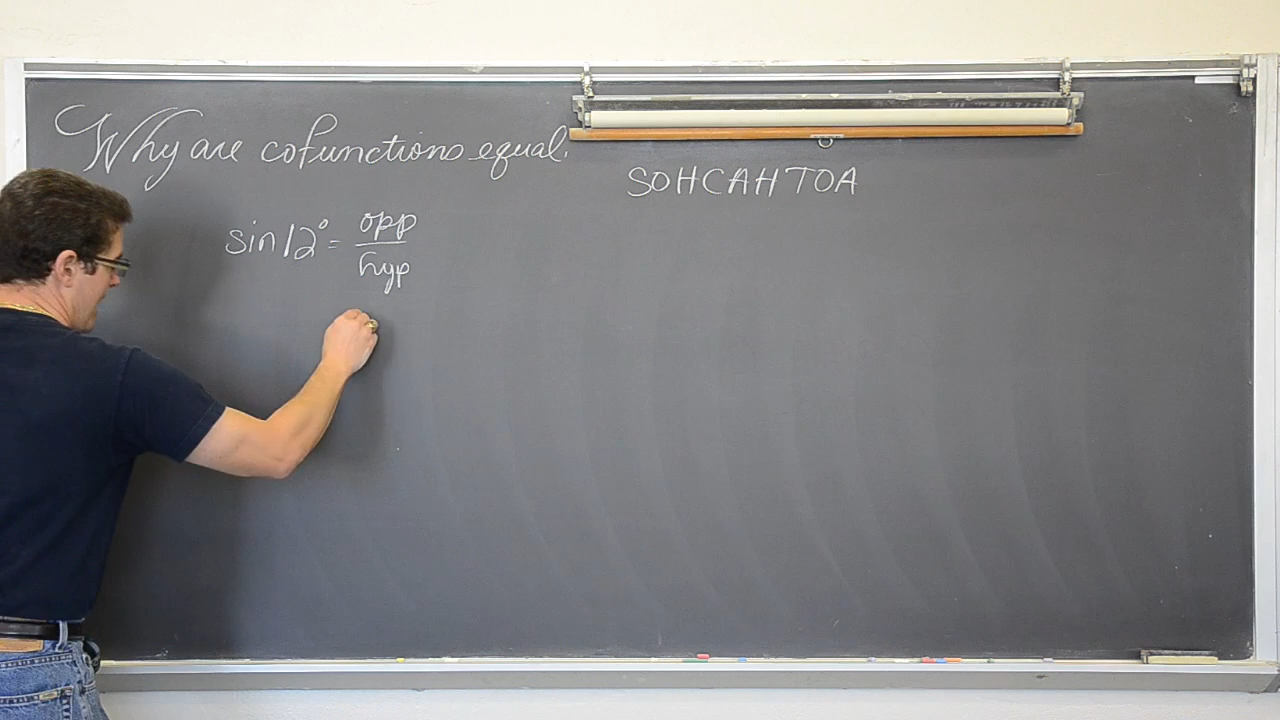 Why are cofunctions equal.
SOHCAHTOA
sin 12° = opp
hyp